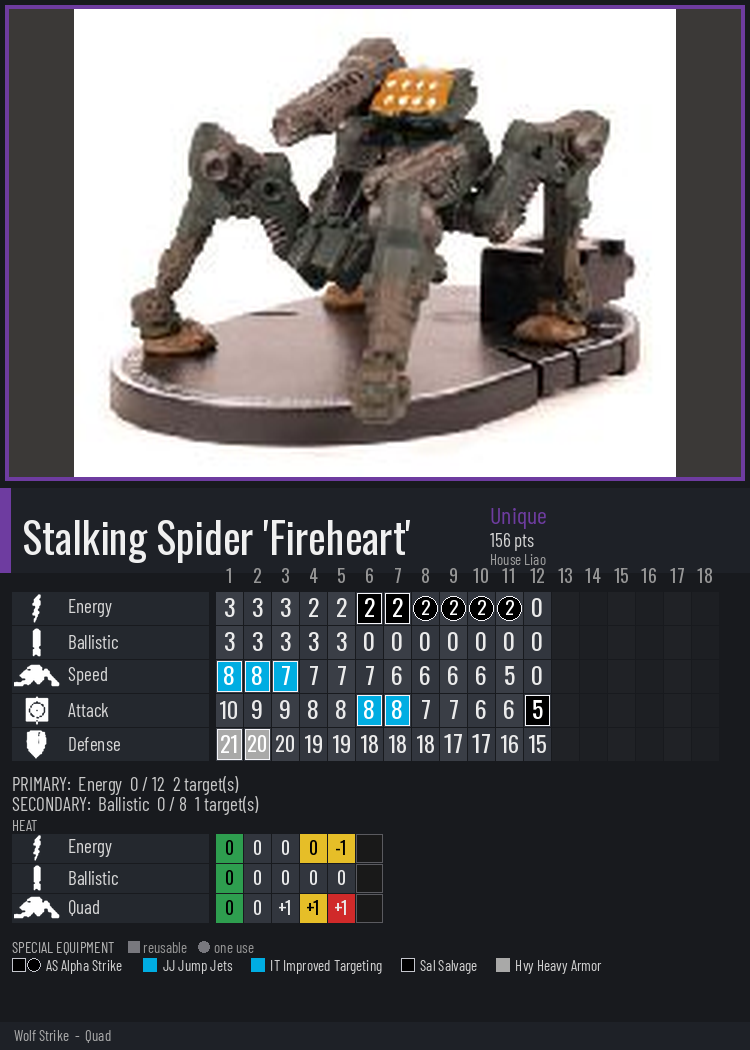 Stalking Spider 'Fireheart'
Unique
156 pts
House Liao
1 2 3 4 5 6 7 8 9 10 11 12 13 14 15 16 17 18
Energy 3 3 3 2 2 2 2 2 2 2 2 0
Ballistic 3 3 3 3 3 0 0 0 0 0 0 0
Speed 8 8 7 7 7 7 6 6 6 6 5 0
Attack 10 9 9 8 8 8 8 7 7 6 6 5
Defense 21 20 20 19 19 18 18 18 17 17 16 15
PRIMARY: Energy 0 / 12 2 target(s)
SECONDARY: Ballistic 0 / 8 1 target(s)
HEAT
Energy 0 0 0 0 -1
Ballistic 0 0 0 0 0
Quad 0 0 +1 +1 +1
SPECIAL EQUIPMENT reusable one use
AS Alpha Strike JJ Jump Jets IT Improved Targeting Sal Salvage Hvy Heavy Armor
Wolf Strike - Quad